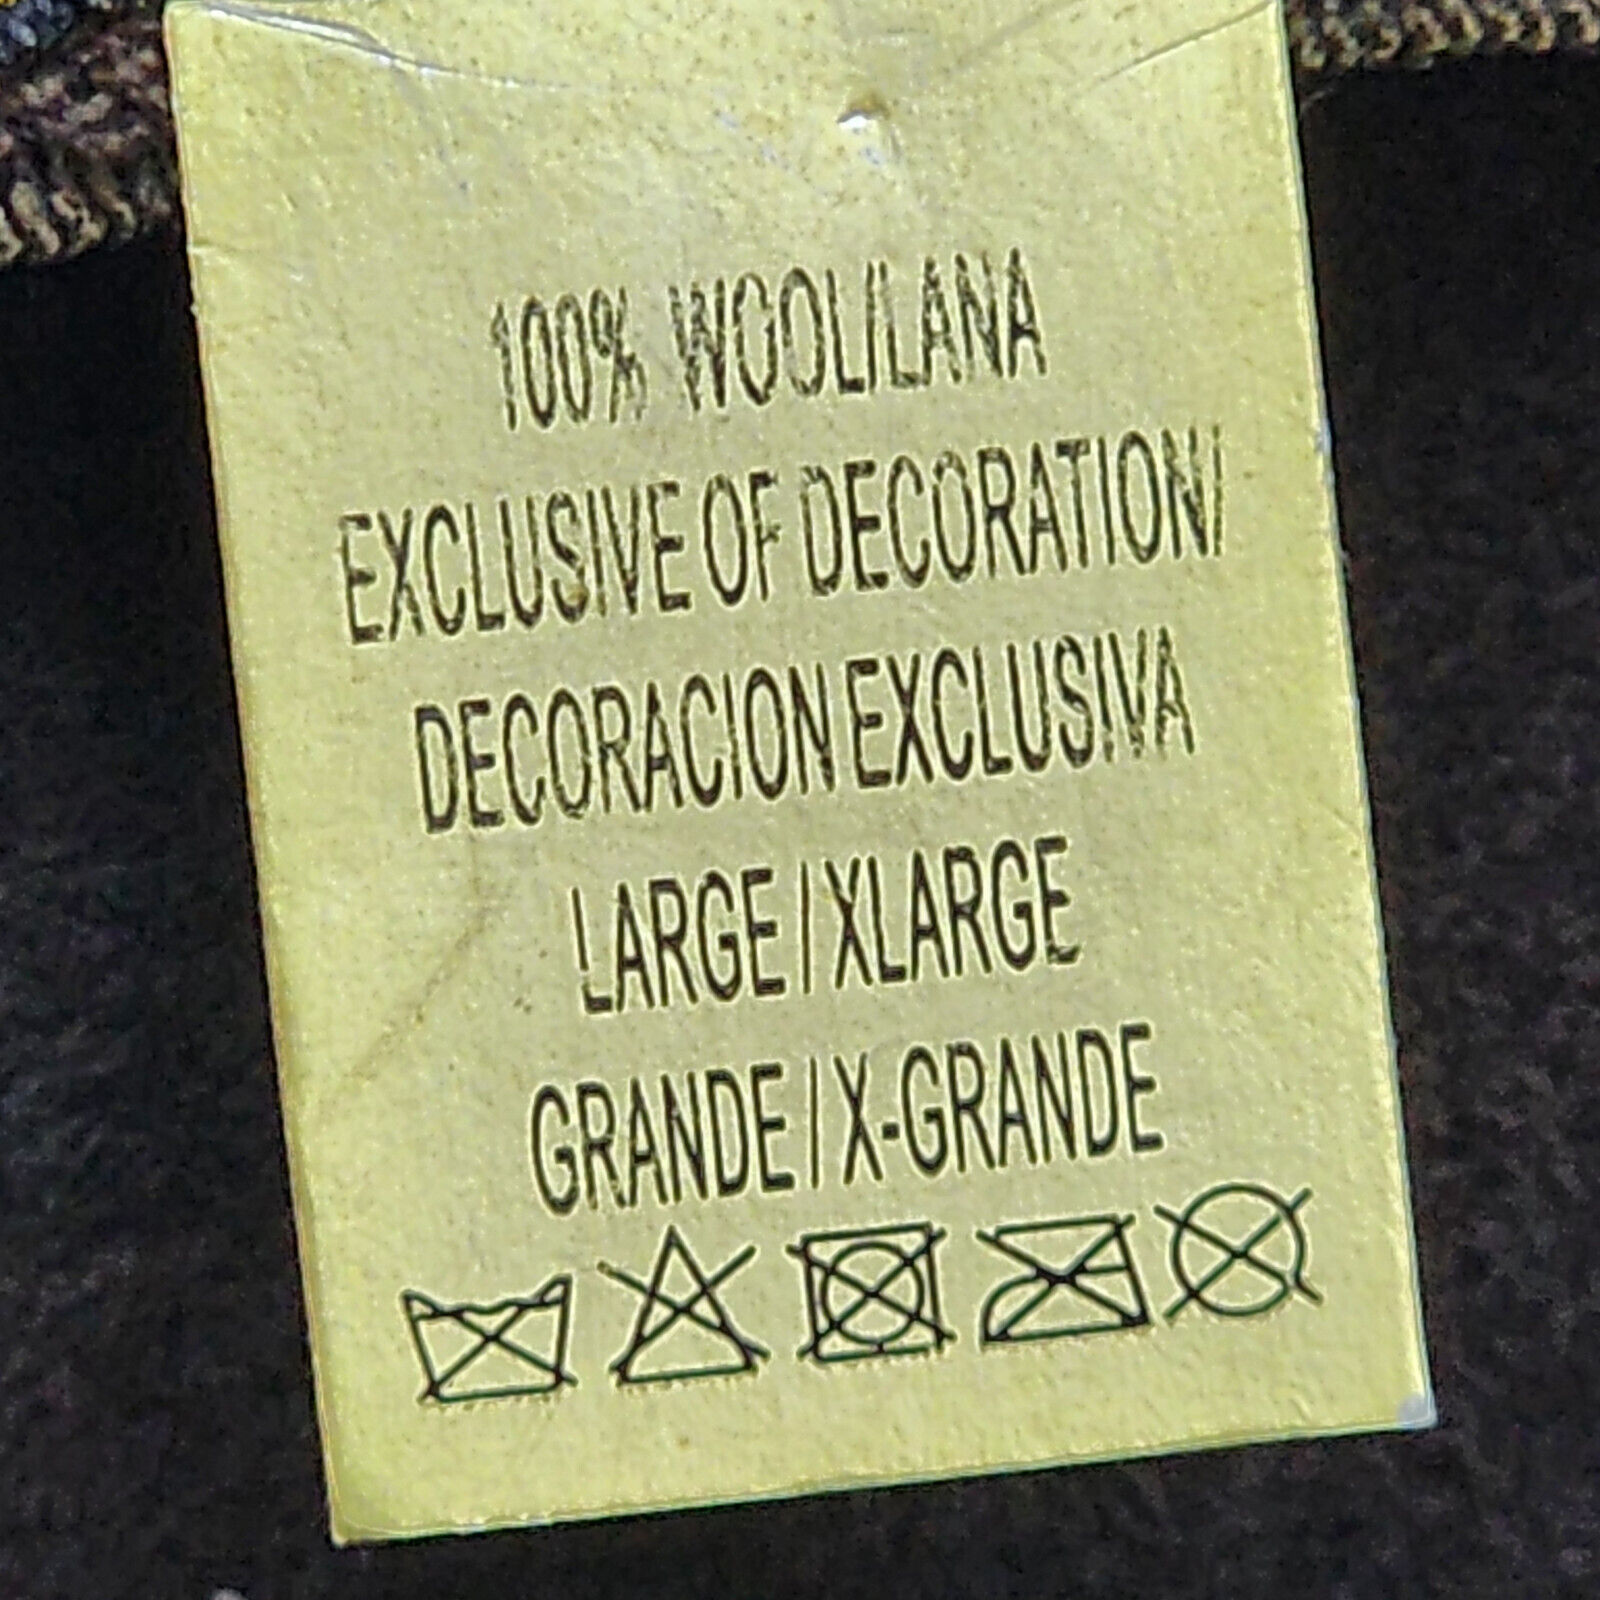 100% WOOL/LANA
EXCLUSIVE OF DECORATION/
DECORACION EXCLUSIVA
LARGE / XLARGE
GRANDE / X-GRANDE